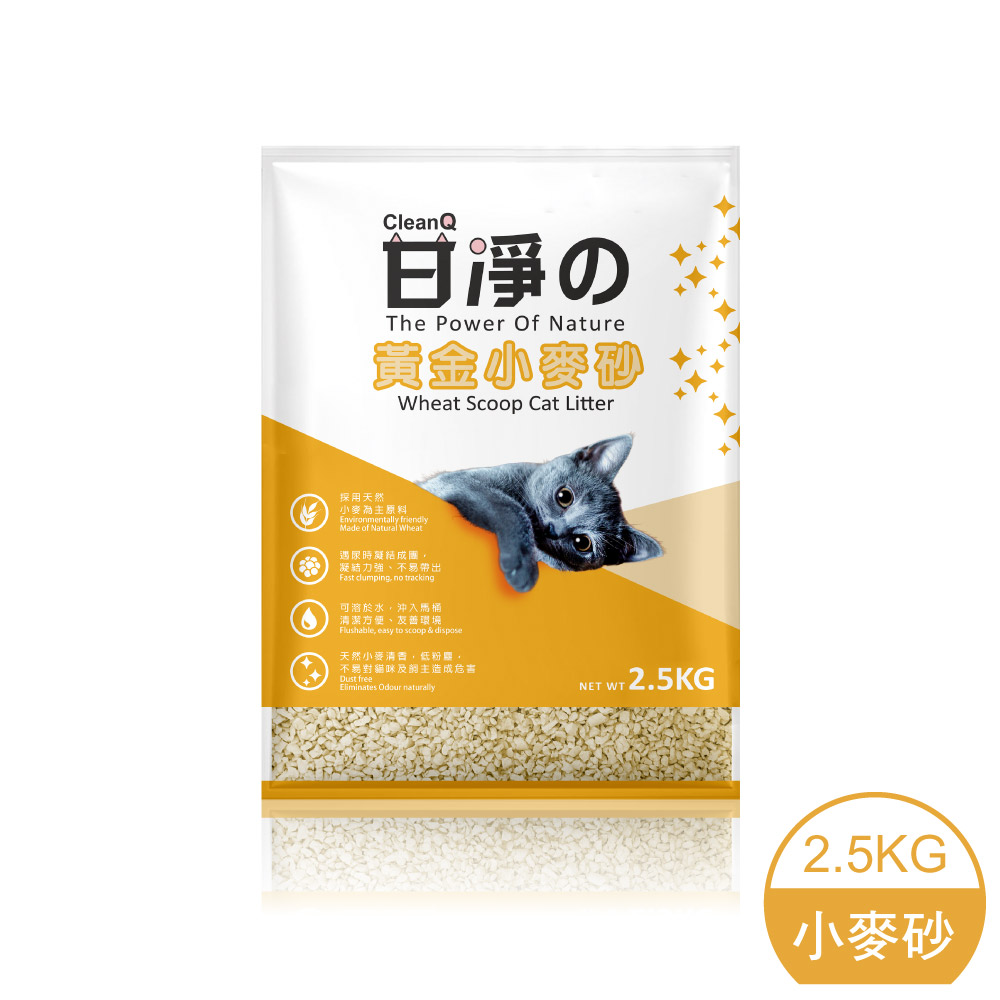 CleanQ
甘淨の
The Power Of Nature
黃金小麥砂
Wheat Scoop Cat Litter
採用天然
小麥為主原料
Environmentally friendly
Made of Natural Wheat
遇尿時凝結成團，
凝結力強、不易帶出
Fast clumping, no tracking
可溶於水，沖入馬桶
清潔方便、友善環境
Flushable, easy to scoop & dispose
天然小麥清香，低粉塵，
不易對貓咪及飼主造成危害
Dust free
Eliminates Odour naturally
NET WT 2.5KG
2.5KG
小麥砂